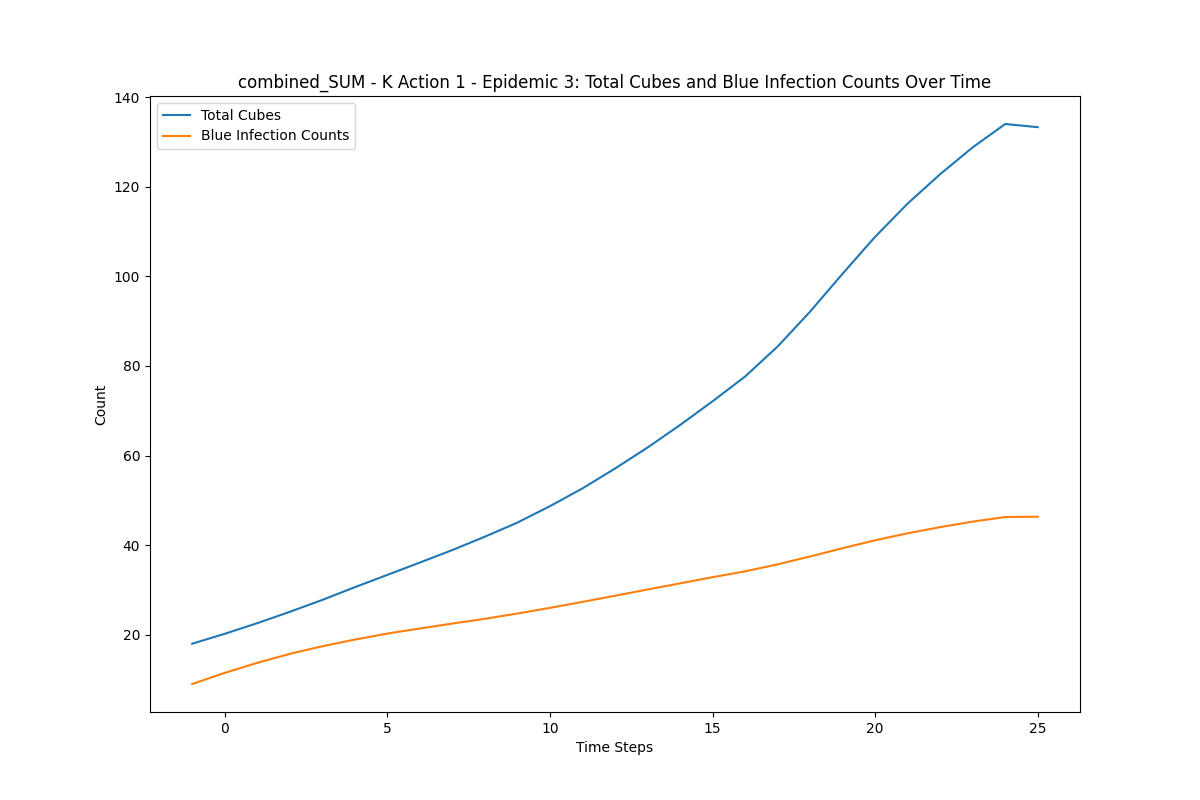 combined_SUM - K Action 1 - Epidemic 3: Total Cubes and Blue Infection Counts Over Time
Total Cubes
Blue Infection Counts
140
120
100
80
60
40
20
Count
0 5 10 15 20 25
Time Steps